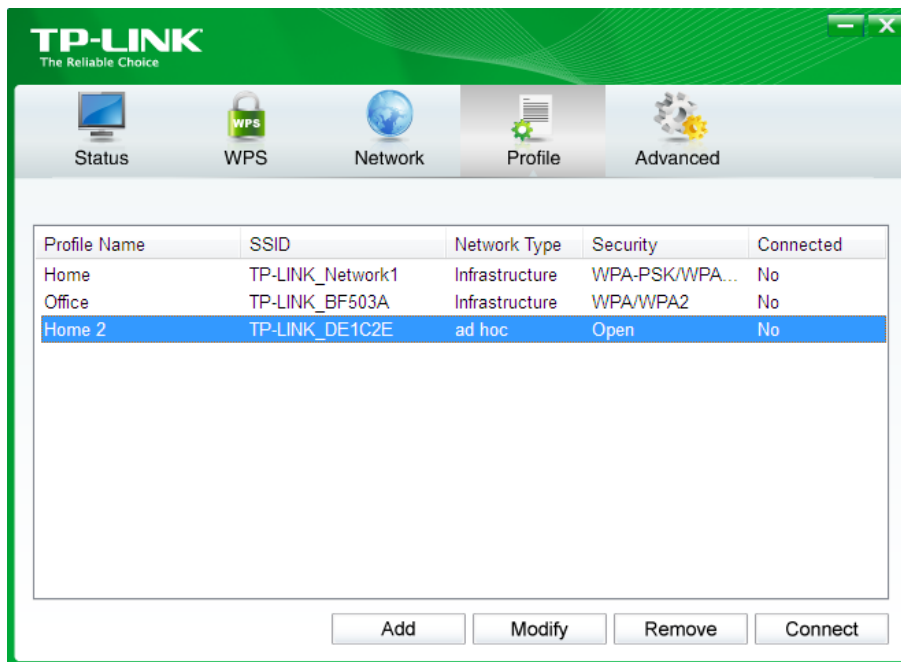 TP-LINK
The Reliable Choice
WPS
Status WPS Network Profile Advanced
Profile Name SSID Network Type Security Connected
Home TP-LINK_Network1 Infrastructure WPA-PSK/WPA... No
Office TP-LINK_BF503A Infrastructure WPA/WPA2 No
Home 2 TP-LINK_DE1C2E ad hoc Open No
Add Modify Remove Connect